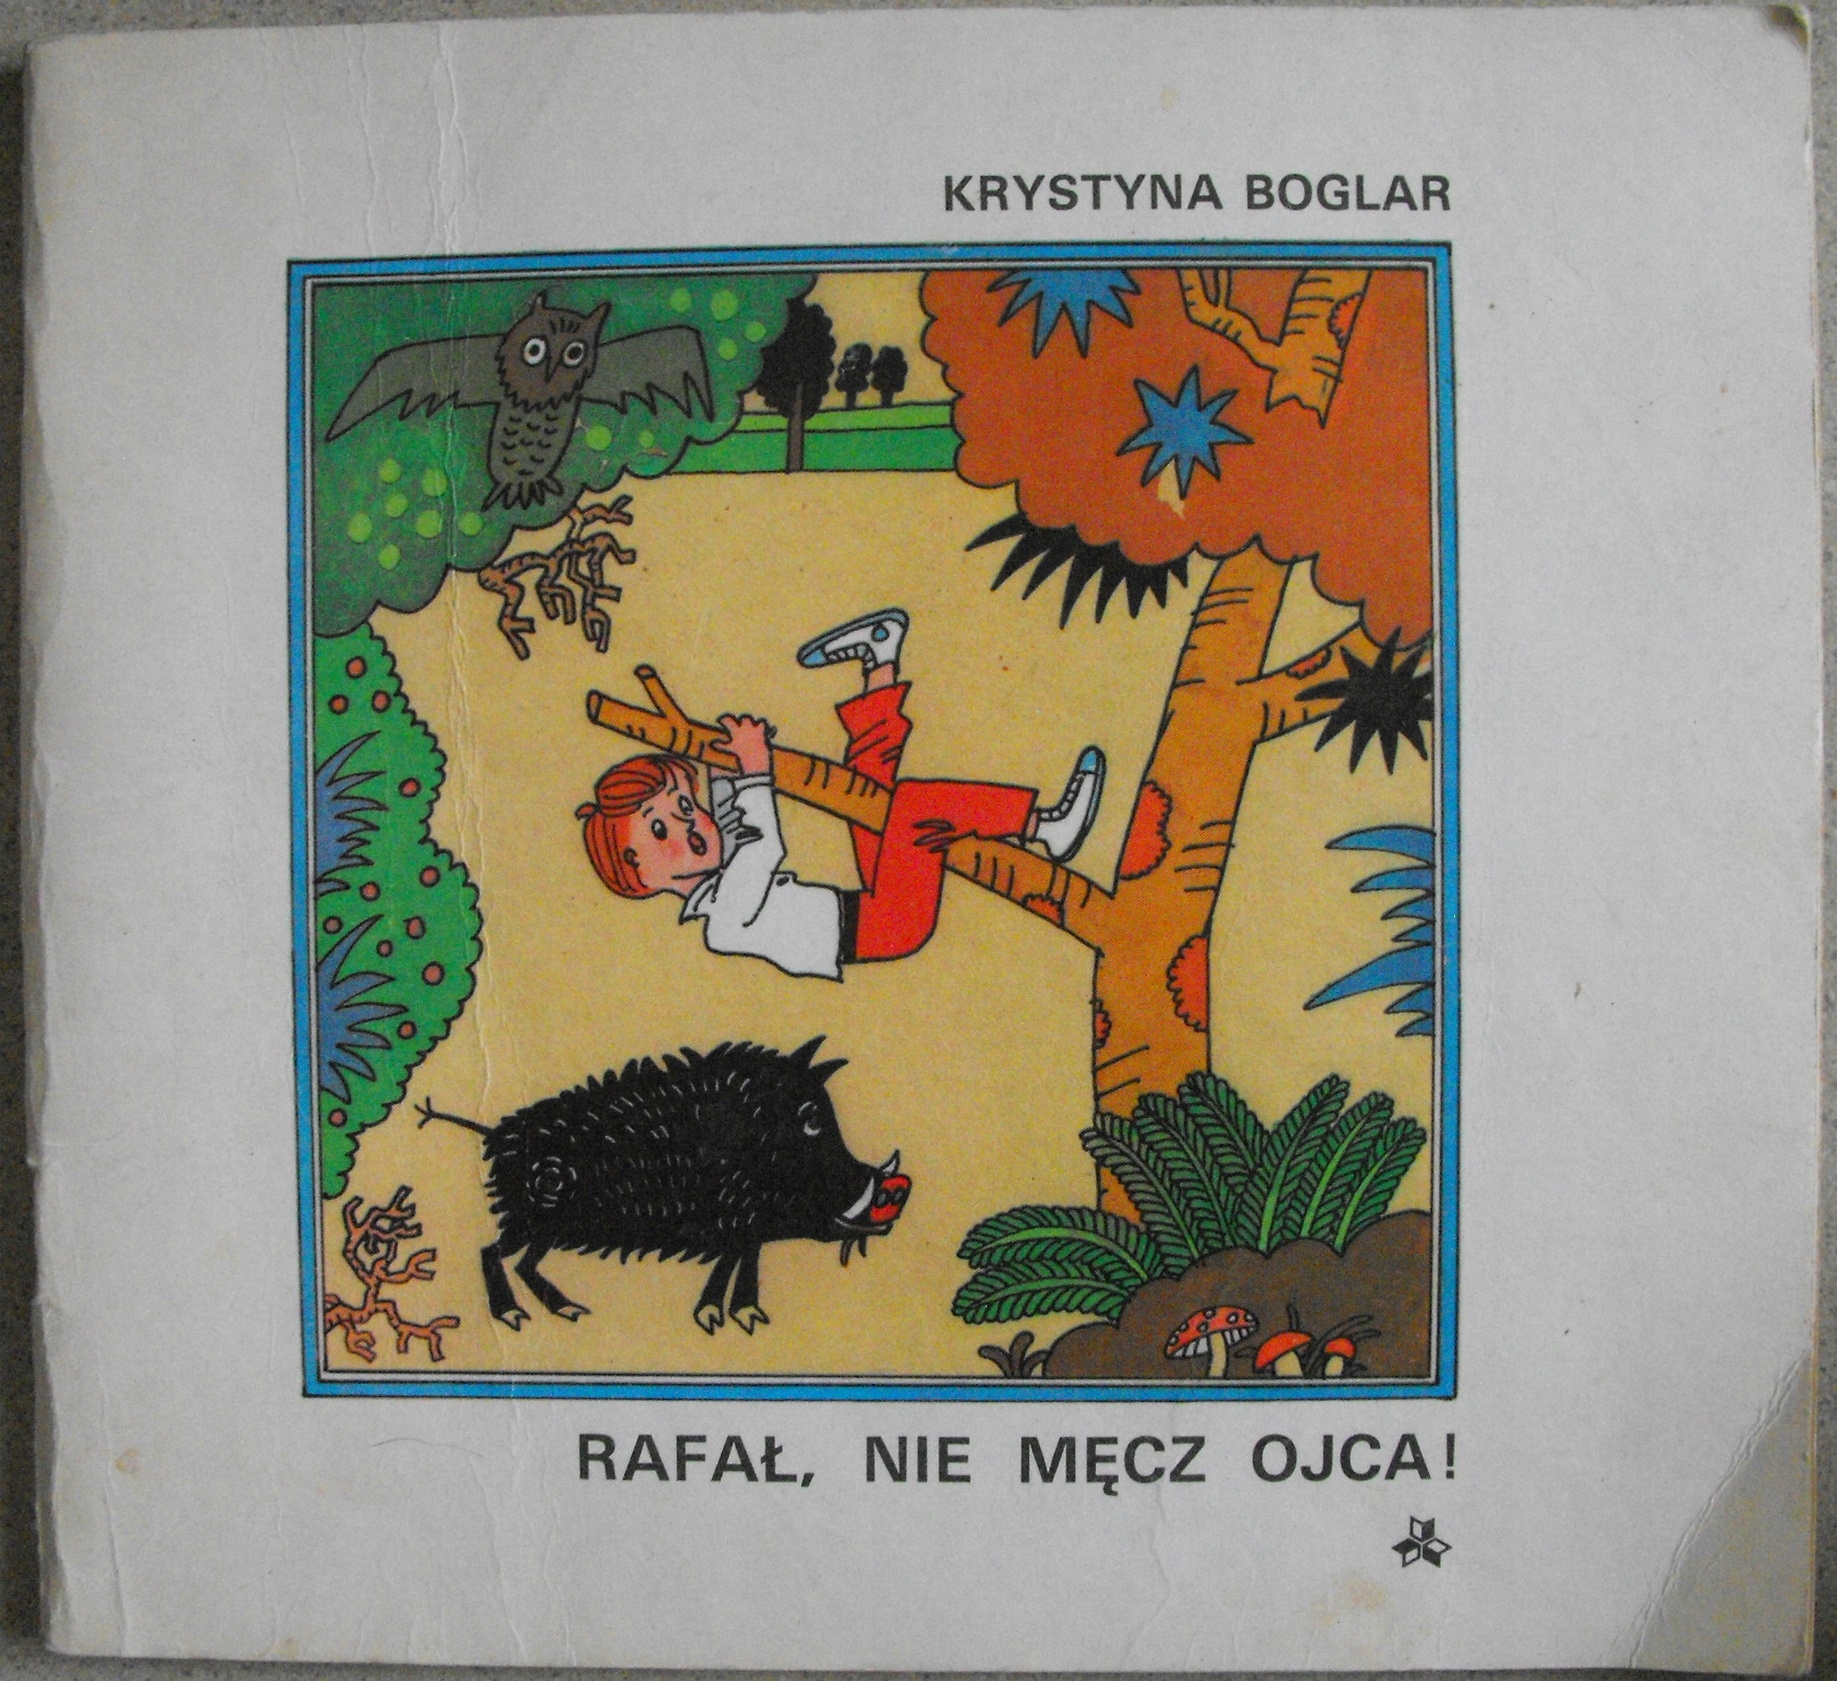 KRYSTYNA BOGLAR
RAFAŁ, NIE MĘCZ OJCA!